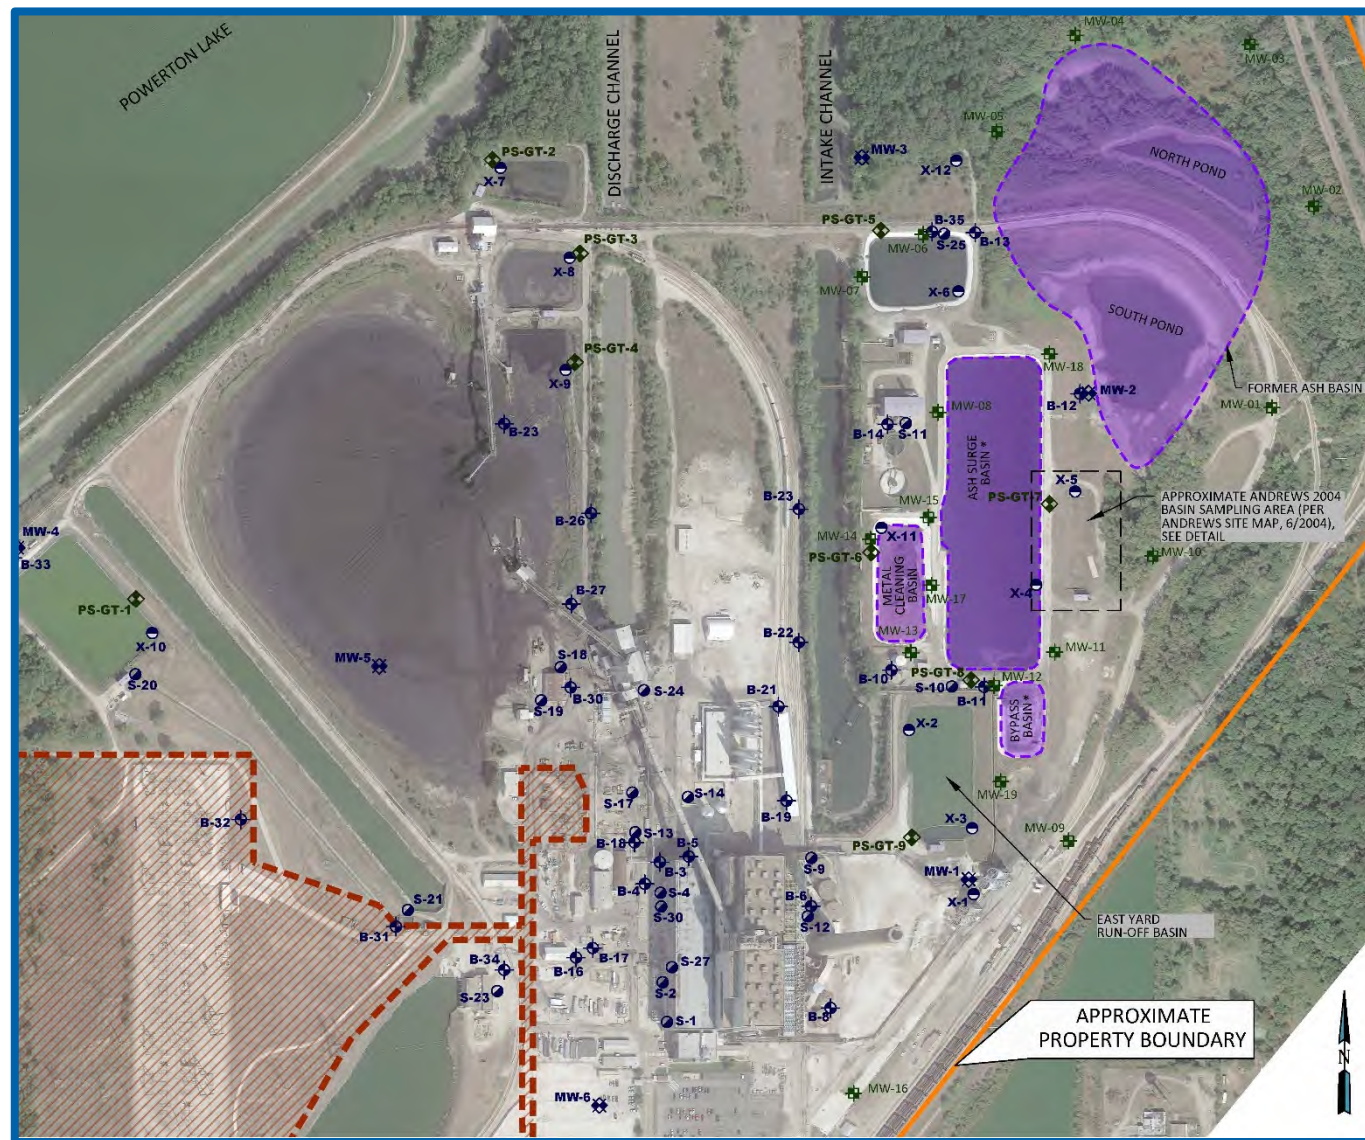 MW-04
MW-03
POWERTON LAKE
DISCHARGE CHANNEL
INTAKE CHANNEL
MW-05
PS-GT-2
X-7
MW-3
X-12
NORTH POND
MW-02
PS-GT-5
B-35
MW-06
S-25
B-13
PS-GT-3
X-8
MW-07
X-6
SOUTH POND
PS-GT-4
X-9
MW-18
FORMER ASH BASIN
B-12
MW-2
MW-01
MW-08
B-23
B-14
S-11
ASH SURGE
BASIN *
X-5
PS-GT-7
APPROXIMATE ANDREWS 2004
BASIN SAMPLING AREA (PER
ANDREWS SITE MAP, 6/2004),
SEE DETAIL
B-23
B-26
MW-15
MW-4
B-33
MW-14
X-11
PS-GT-6
MW-10
METAL
CLEANING
BASIN
MW-17
X-4
PS-GT-1
B-27
X-10
B-22
MW-13
MW-11
MW-5
S-18
S-20
B-10
PS-GT-8
S-10
B-11
MW-12
S-19
B-30
S-24
B-21
BYPASS
BASIN *
X-2
MW-19
S-17
S-14
B-19
B-32
S-13
B-18
B-5
X-3
MW-09
PS-GT-9
B-3
S-9
B-4
S-4
MW-1
X-1
S-30
B-6
S-12
S-21
B-31
EAST YARD
RUN-OFF BASIN
B-17
B-16
B-34
S-27
S-23
S-2
B-8
S-1
APPROXIMATE
PROPERTY BOUNDARY
N
MW-16
MW-6